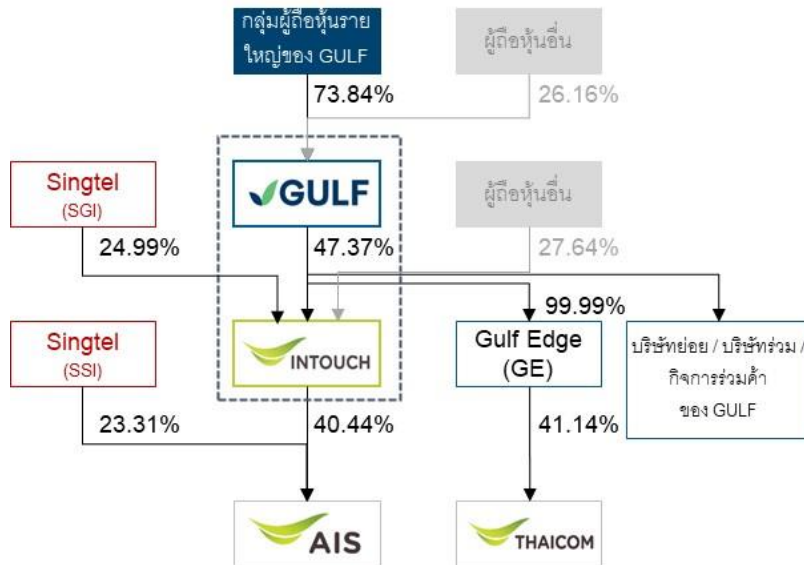 กลุ่มผู้ถือหุ้นราย
ใหญ่ของ GULF
ผู้ถือหุ้นอื่น
73.84%
26.16%
Singtel
(SGI)
GULF
ผู้ถือหุ้นอื่น
24.99%
47.37%
27.64%
99.99%
Singtel
(SSI)
INTOUCH
Gulf Edge
(GE)
บริษัทย่อย / บริษัทร่วม /
กิจการร่วมค้า
ของ GULF
23.31%
40.44%
41.14%
AIS
THAICOM